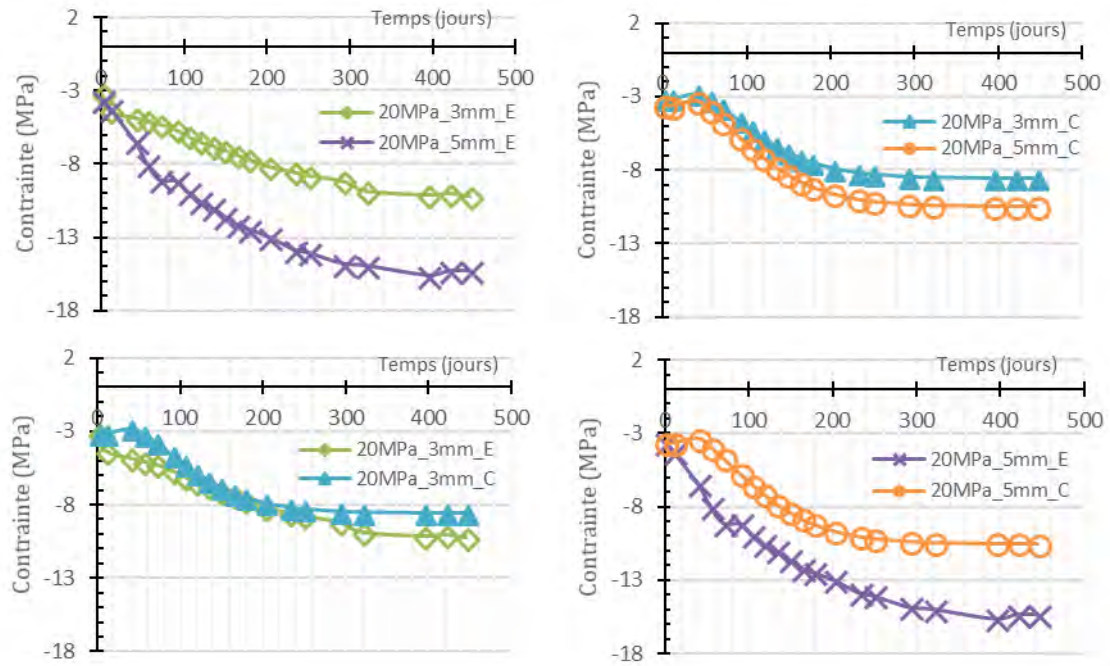 Temps (jours)
Contrainte (MPa)
2
-3
-8
-13
-18
0
100
200
300
400
500
20MPa_3mm_E
20MPa_5mm_E
Temps (jours)
Contrainte (MPa)
2
-3
-8
-13
-18
0
100
200
300
400
500
20MPa_3mm_C
20MPa_5mm_C
Temps (jours)
Contrainte (MPa)
2
-3
-8
-13
-18
0
100
200
300
400
500
20MPa_3mm_E
20MPa_3mm_C
Temps (jours)
Contrainte (MPa)
2
-3
-8
-13
-18
0
100
200
300
400
500
20MPa_5mm_E
20MPa_5mm_C